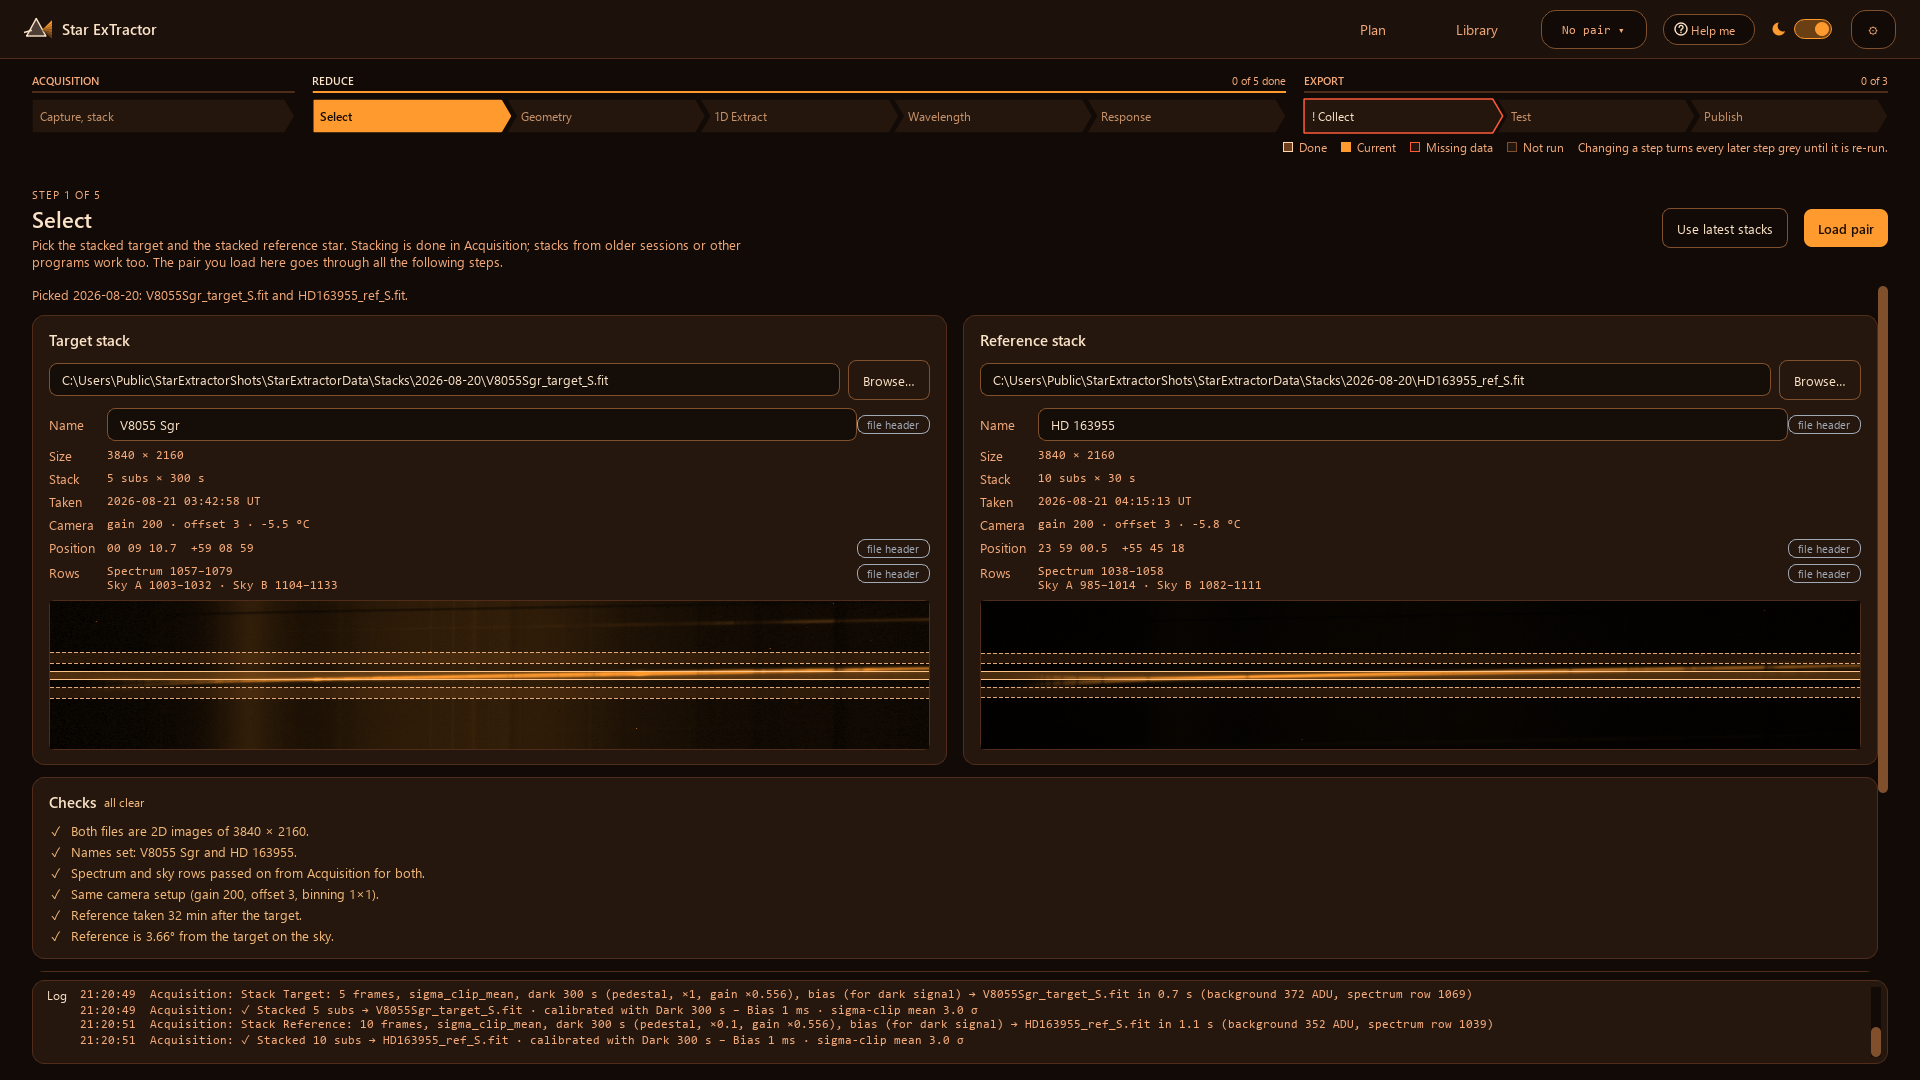 Star ExTractor
Plan
Library
No pair ▾
Help me
ACQUISITION
REDUCE
0 of 5 done
EXPORT
0 of 3
Capture, stack
Select
Geometry
1D Extract
Wavelength
Response
! Collect
Test
Publish
Done
Current
Missing data
Not run
Changing a step turns every later step grey until it is re-run.
STEP 1 OF 5
Select
Use latest stacks
Load pair
Pick the stacked target and the stacked reference star. Stacking is done in Acquisition; stacks from older sessions or other
programs work too. The pair you load here goes through all the following steps.
Picked 2026-08-20: V8055Sgr_target_S.fit and HD163955_ref_S.fit.
Target stack
C:\Users\Public\StarExtractorShots\StarExtractorData\Stacks\2026-08-20\V8055Sgr_target_S.fit
Browse...
Name V8055 Sgr file header
Size 3840 × 2160
Stack 5 subs × 300 s
Taken 2026-08-21 03:42:58 UT
Camera gain 200 · offset 3 · -5.5 °C
Position 00 09 10.7 +59 08 59 file header
Rows Spectrum 1057–1079 file header
Sky A 1003–1032 · Sky B 1104–1133
Reference stack
C:\Users\Public\StarExtractorShots\StarExtractorData\Stacks\2026-08-20\HD163955_ref_S.fit
Browse...
Name HD 163955 file header
Size 3840 × 2160
Stack 10 subs × 30 s
Taken 2026-08-21 04:15:13 UT
Camera gain 200 · offset 3 · -5.8 °C
Position 23 59 00.5 +55 45 18 file header
Rows Spectrum 1038–1058 file header
Sky A 985–1014 · Sky B 1082–1111
Checks all clear
✓ Both files are 2D images of 3840 × 2160.
✓ Names set: V8055 Sgr and HD 163955.
✓ Spectrum and sky rows passed on from Acquisition for both.
✓ Same camera setup (gain 200, offset 3, binning 1×1).
✓ Reference taken 32 min after the target.
✓ Reference is 3.66° from the target on the sky.
Log
21:20:49 Acquisition: Stack Target: 5 frames, sigma_clip_mean, dark 300 s (pedestal, ×1, gain ×0.556), bias (for dark signal) → V8055Sgr_target_S.fit in 0.7 s (background 372 ADU, spectrum row 1069)
21:20:49 Acquisition: ✓ Stacked 5 subs → V8055Sgr_target_S.fit · calibrated with Dark 300 s – Bias 1 ms · sigma-clip mean 3.0 σ
21:20:51 Acquisition: Stack Reference: 10 frames, sigma_clip_mean, dark 300 s (pedestal, ×0.1, gain ×0.556), bias (for dark signal) → HD163955_ref_S.fit in 1.1 s (background 352 ADU, spectrum row 1039)
21:20:51 Acquisition: ✓ Stacked 10 subs → HD163955_ref_S.fit · calibrated with Dark 300 s – Bias 1 ms · sigma-clip mean 3.0 σ